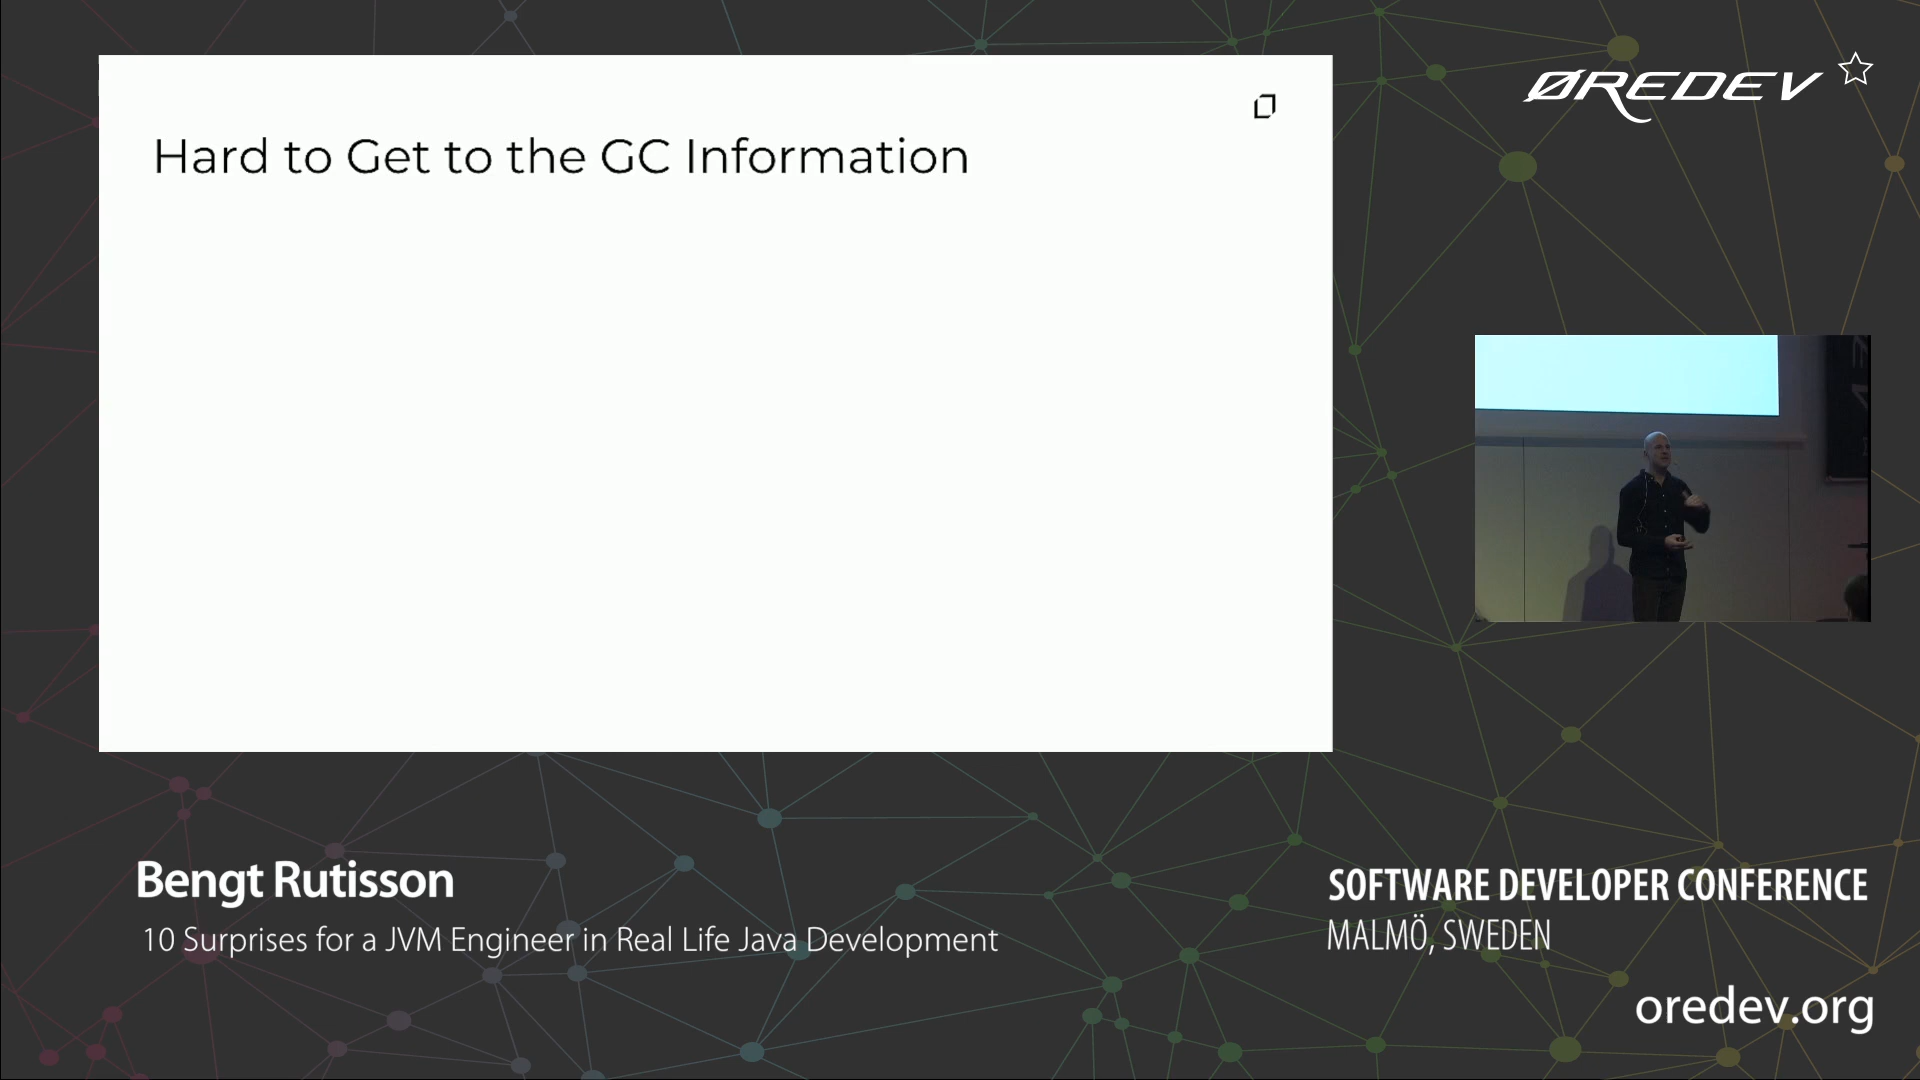 Hard to Get to the GC Information
ØREDEV
Bengt Rutisson
10 Surprises for a JVM Engineer in Real Life Java Development
SOFTWARE DEVELOPER CONFERENCE
MALMÖ, SWEDEN
oredev.org